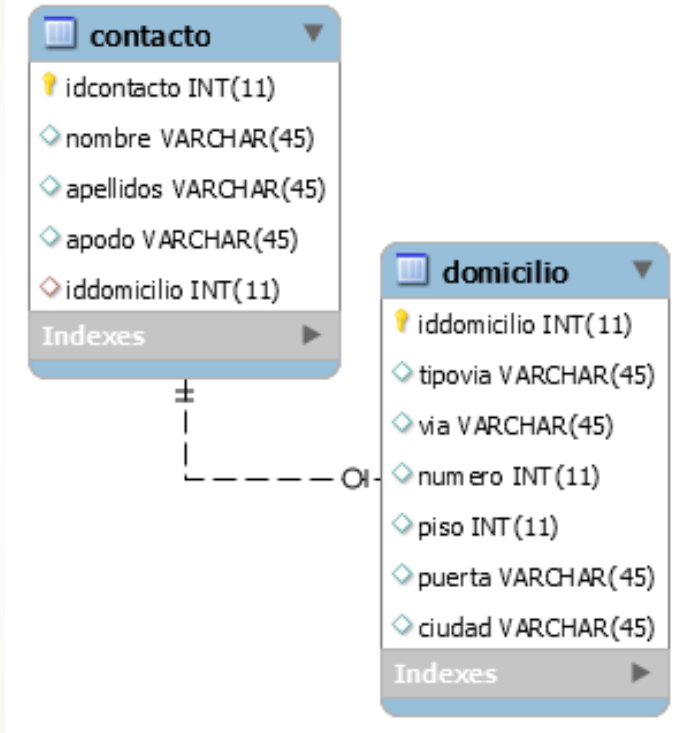 contacto
idcontacto INT(11)
nombre VARCHAR(45)
apellidos VARCHAR(45)
apodo VARCHAR(45)
iddomicilio INT(11)
Indexes
domicilio
iddomicilio INT(11)
tipovia VARCHAR(45)
via VARCHAR(45)
numero INT(11)
piso INT(11)
puerta VARCHAR(45)
ciudad VARCHAR(45)
Indexes